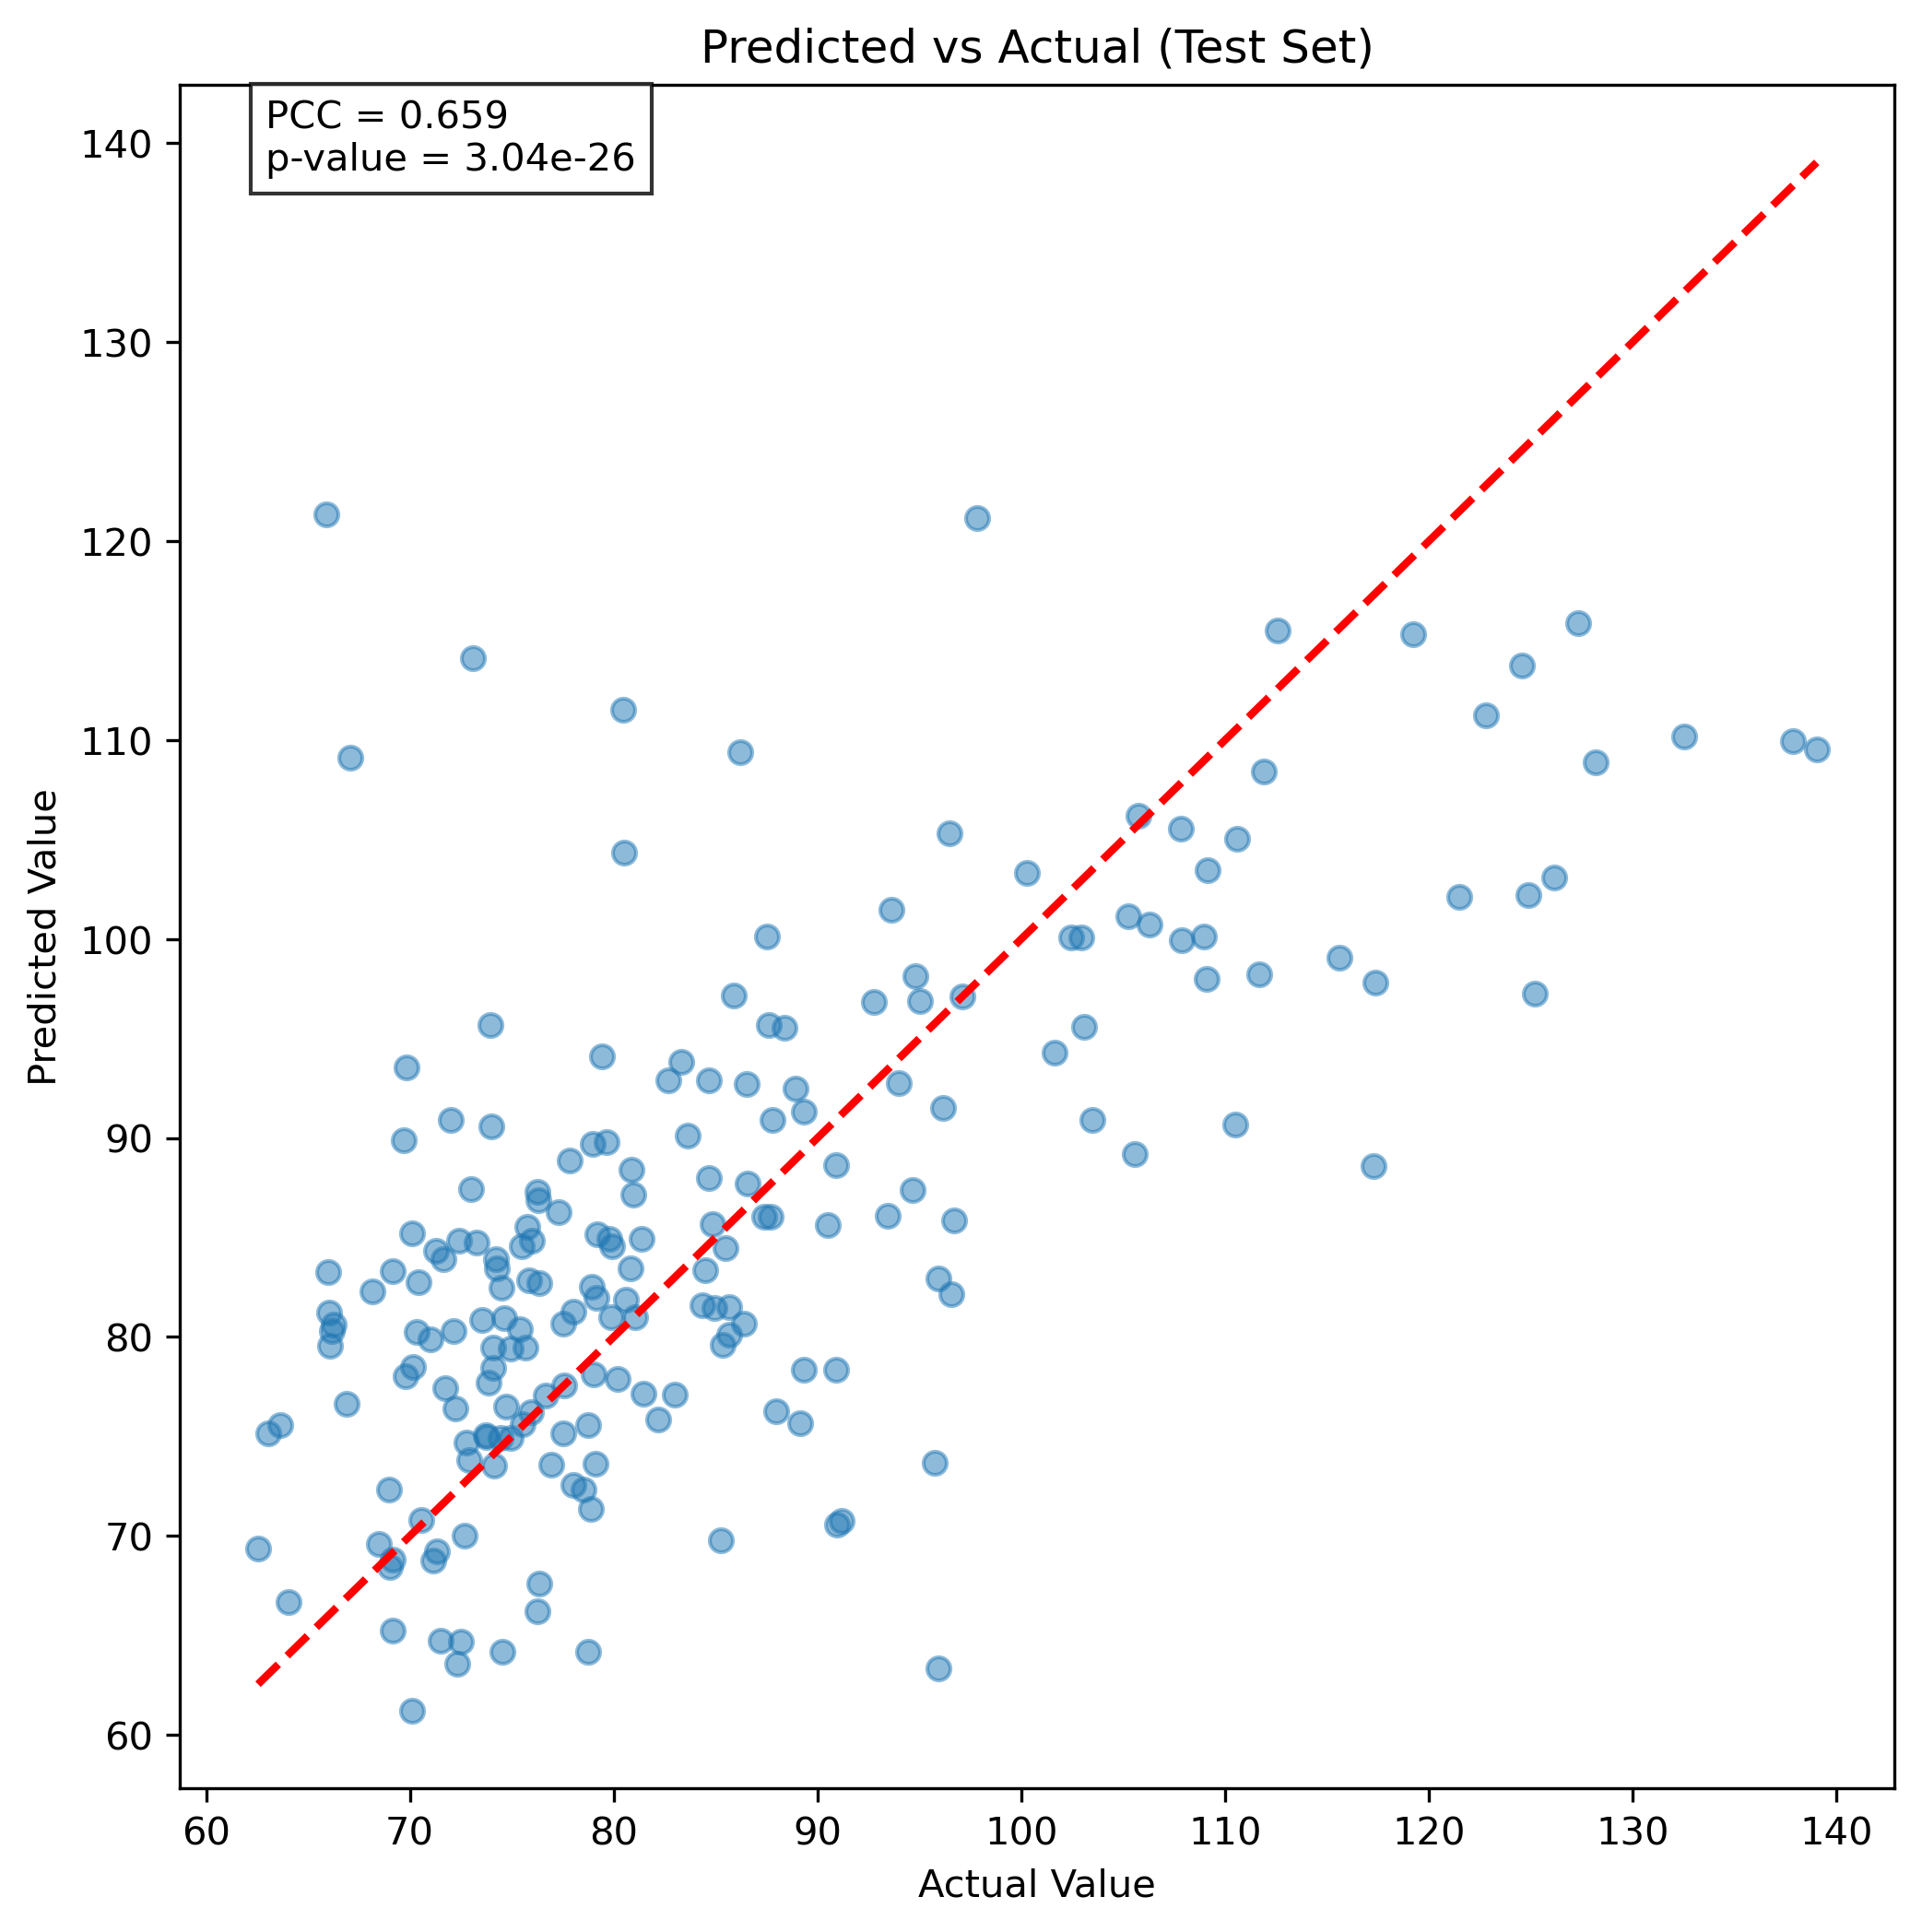 Predicted vs Actual (Test Set)
PCC = 0.659
p-value = 3.04e-26
140
130
120
110
100
90
80
70
60
Predicted Value
60 70 80 90 100 110 120 130 140
Actual Value